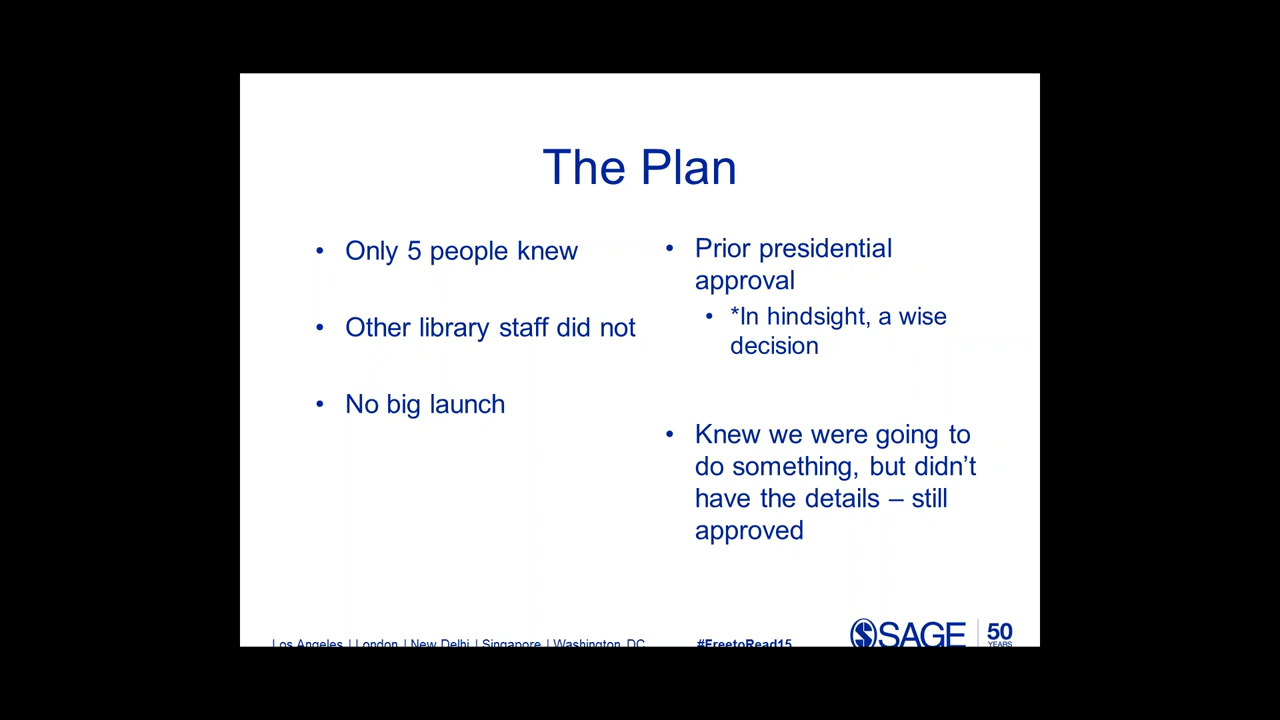 The Plan
• Only 5 people knew
• Other library staff did not
• No big launch
• Prior presidential
approval
• *In hindsight, a wise
decision
• Knew we were going to
do something, but didn’t
have the details – still
approved
Los Angeles | London | New Delhi | Singapore | Washington DC
#FreetoRead15
SAGE
50
YEARS